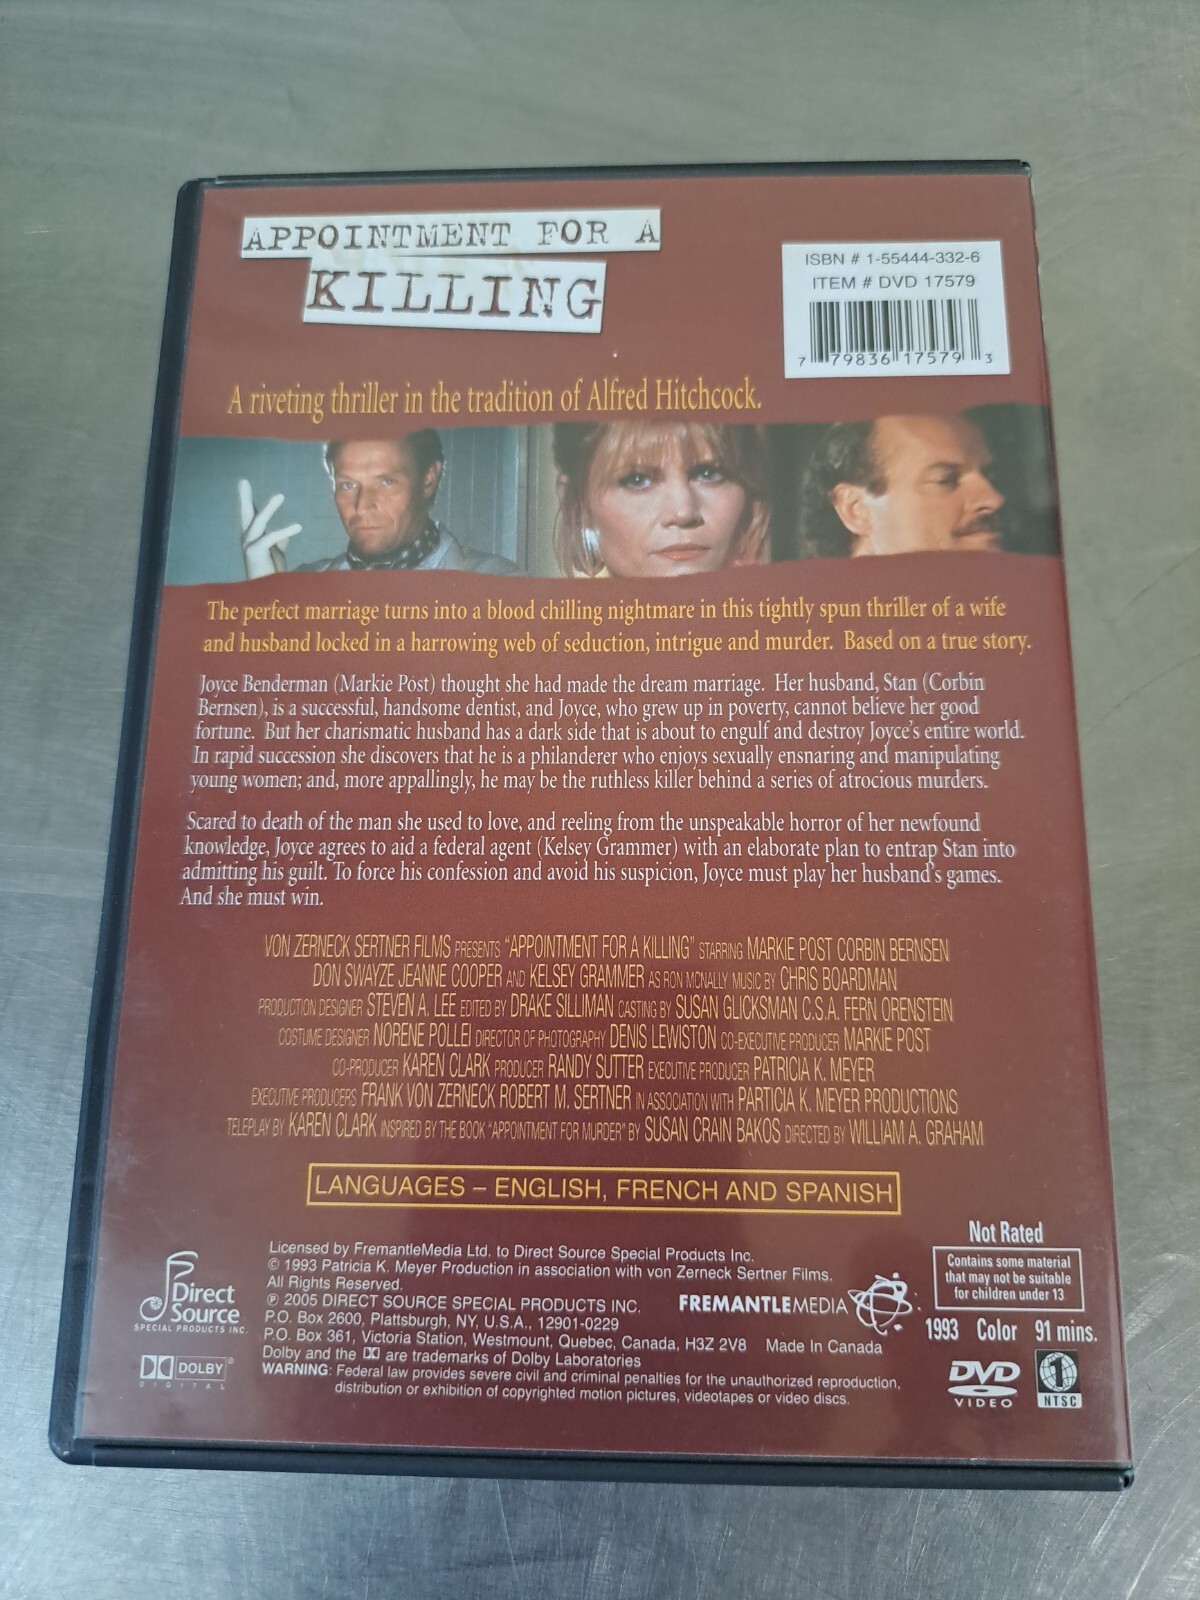 APPOINTMENT FOR A
KILLING
ISBN # 1-55444-332-6
ITEM # DVD 17579
7 79836 17579 3
A riveting thriller in the tradition of Alfred Hitchcock.
The perfect marriage turns into a blood chilling nightmare in this tightly spun thriller of a wife
and husband locked in a harrowing web of seduction, intrigue and murder. Based on a true story.
Joyce Benderman (Markie Post) thought she had made the dream marriage. Her husband, Stan (Corbin
Bernsen), is a successful, handsome dentist, and Joyce, who grew up in poverty, cannot believe her good
fortune. But her charismatic husband has a dark side that is about to engulf and destroy Joyce's entire world.
In rapid succession she discovers that he is a philanderer who enjoys sexually ensnaring and manipulating
young women; and, more appallingly, he may be the ruthless killer behind a series of atrocious murders.
Scared to death of the man she used to love, and reeling from the unspeakable horror of her newfound
knowledge, Joyce agrees to aid a federal agent (Kelsey Grammer) with an elaborate plan to entrap Stan into
admitting his guilt. To force his confession and avoid his suspicion, Joyce must play her husband's games.
And she must win.
VON ZERNECK SERTNER FILMS PRESENTS "APPOINTMENT FOR A KILLING" STARRING MARKIE POST CORBIN BERNSEN
DON SWAYZE JEANNE COOPER AND KELSEY GRAMMER AS RON MCNALLY MUSIC BY CHRIS BOARDMAN
PRODUCTION DESIGNER STEVEN A. LEE EDITED BY DRAKE SILLIMAN CASTING BY SUSAN GLICKSMAN C.S.A. FERN ORENSTEIN
COSTUME DESIGNER NORENE POLLEI DIRECTOR OF PHOTOGRAPHY DENIS LEWISTON CO-EXECUTIVE PRODUCER MARKIE POST
CO-PRODUCER KAREN CLARK PRODUCER RANDY SUTTER EXECUTIVE PRODUCER PATRICIA K. MEYER
EXECUTIVE PRODUCERS FRANK VON ZERNECK ROBERT M. SERTNER IN ASSOCIATION WITH PARTICIA K. MEYER PRODUCTIONS
TELEPLAY BY KAREN CLARK INSPIRED BY THE BOOK "APPOINTMENT FOR MURDER" BY SUSAN CRAIN BAKOS DIRECTED BY WILLIAM A. GRAHAM
LANGUAGES – ENGLISH, FRENCH AND SPANISH
Direct
Source
SPECIAL PRODUCTS INC.
DOLBY
DIGITAL
Licensed by FremantleMedia Ltd. to Direct Source Special Products Inc.
© 1993 Patricia K. Meyer Production in association with von Zerneck Sertner Films.
All Rights Reserved.
℗ 2005 DIRECT SOURCE SPECIAL PRODUCTS INC.
P.O. Box 2600, Plattsburgh, NY, U.S.A., 12901-0229
P.O. Box 361, Victoria Station, Westmount, Quebec, Canada, H3Z 2V8 Made In Canada
Dolby and the DD are trademarks of Dolby Laboratories
WARNING: Federal law provides severe civil and criminal penalties for the unauthorized reproduction,
distribution or exhibition of copyrighted motion pictures, videotapes or video discs.
FREMANTLEMEDIA
Not Rated
Contains some material
that may not be suitable
for children under 13
1993 Color 91 mins.
DVD
VIDEO
1
NTSC